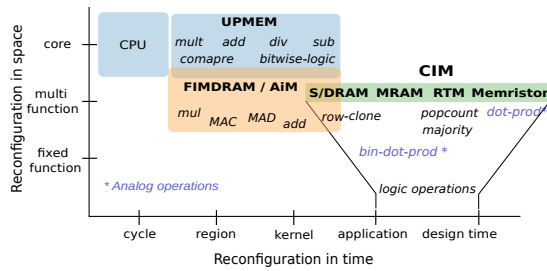 UPMEM
core
CPU
mult add div sub
comapre bitwise-logic
CIM
FIMDRAM / AiM
S/DRAM MRAM RTM Memristor
multi
function
mul MAC MAD add
row-clone
popcount
majority
dot-prod*
bin-dot-prod *
fixed
function
* Analog operations
logic operations
cycle region kernel application design time
Reconfiguration in time
Reconfiguration in space